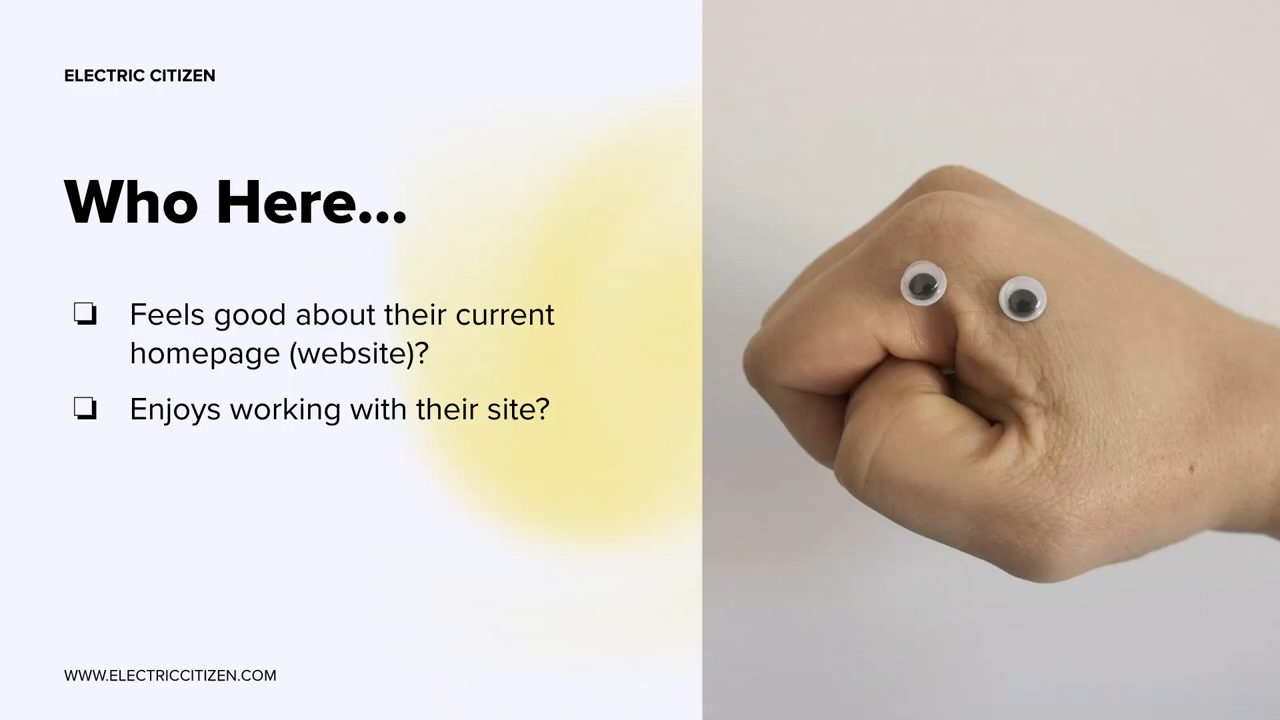 ELECTRIC CITIZEN
Who Here...
❏ Feels good about their current
homepage (website)?
❏ Enjoys working with their site?
WWW.ELECTRICCITIZEN.COM